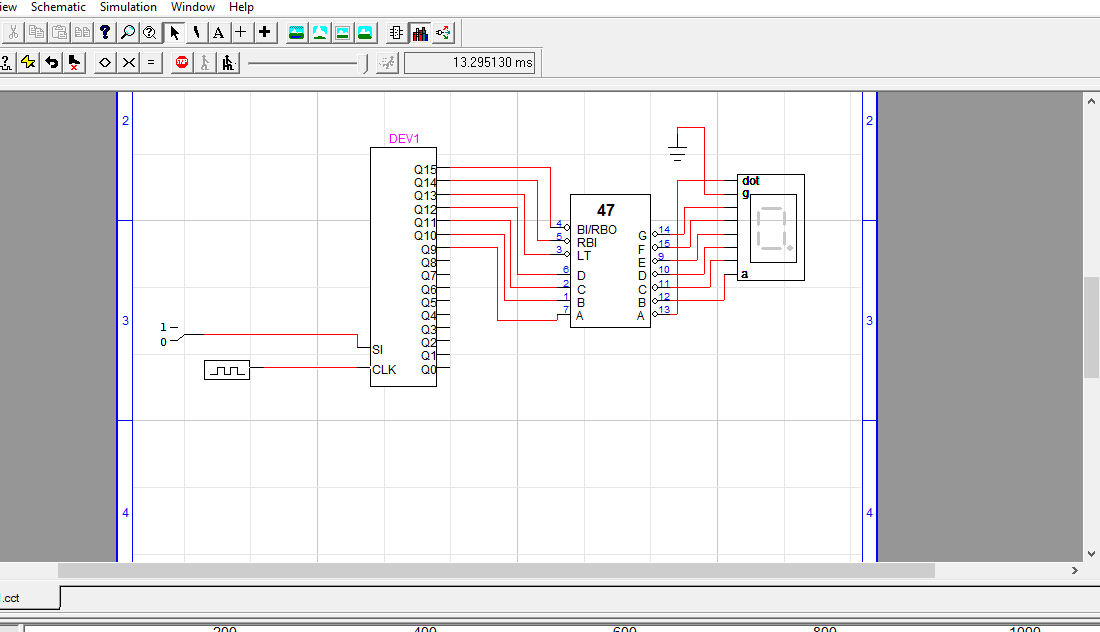 iew Schematic Simulation Window Help
?
A
=
STOP
13.295130 ms
2
2
DEV1
Q15
Q14
Q13
Q12
Q11
Q10
Q9
Q8
Q7
Q6
Q5
Q4
Q3
Q2
Q1
Q0
SI
CLK
1
0
47
4 BI/RBO
5 RBI
3 LT
6 D
2 C
1 B
7 A
G 14
F 15
E 9
D 10
C 11
B 12
A 13
dot
g
a
3
3
4
4
.cct
200 400 600 800 1000